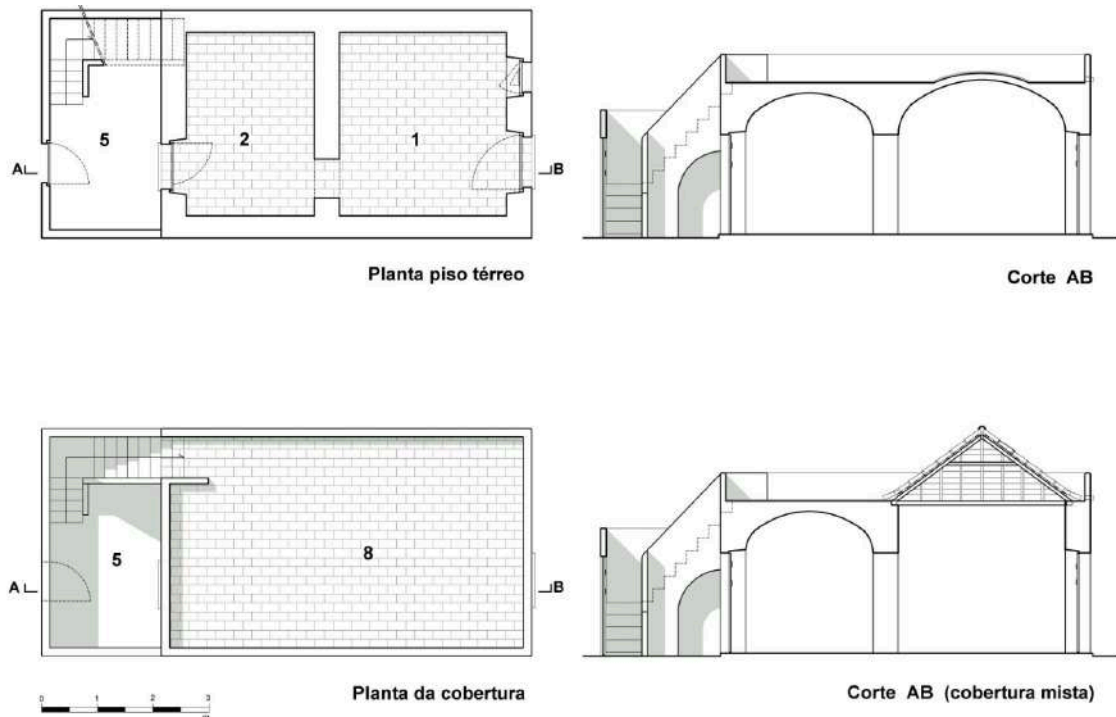 5
2
1
A
B
Planta piso térreo
Corte AB
5
8
A
B
0 1 2 3
m
Planta da cobertura
Corte AB (cobertura mista)